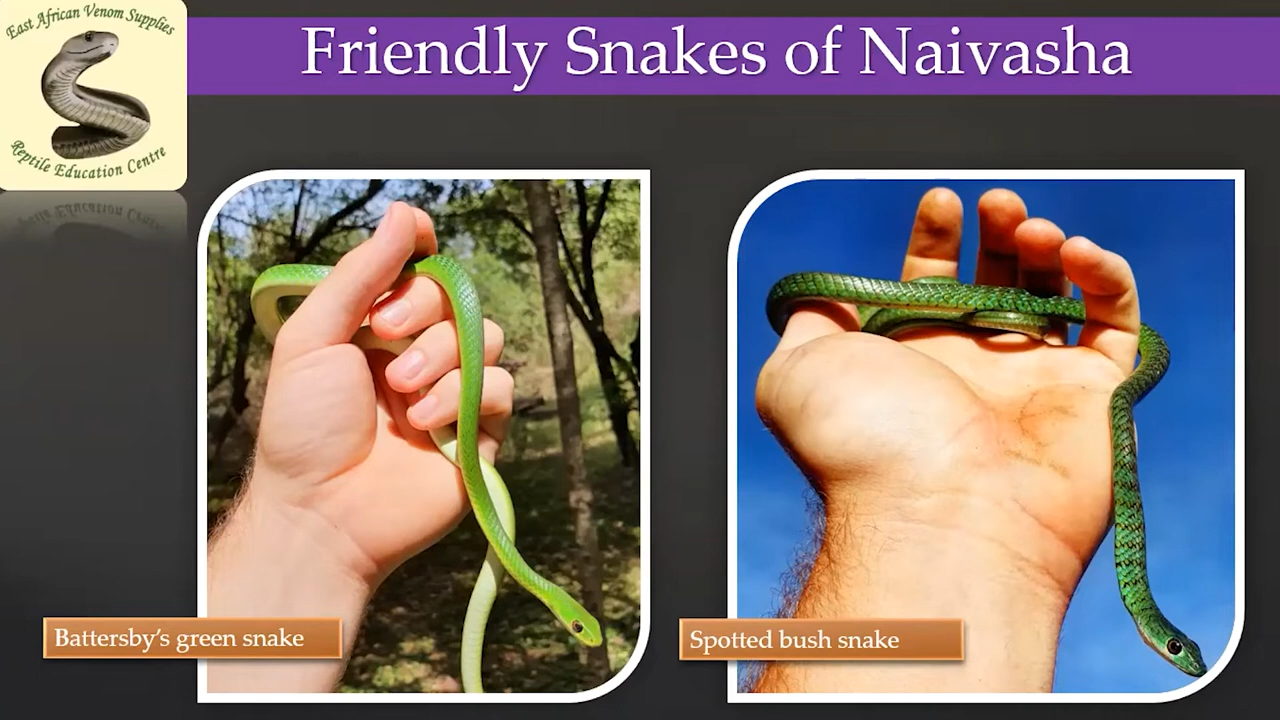 East African Venom Supplies
Reptile Education Centre
Friendly Snakes of Naivasha
Battersby's green snake
Spotted bush snake